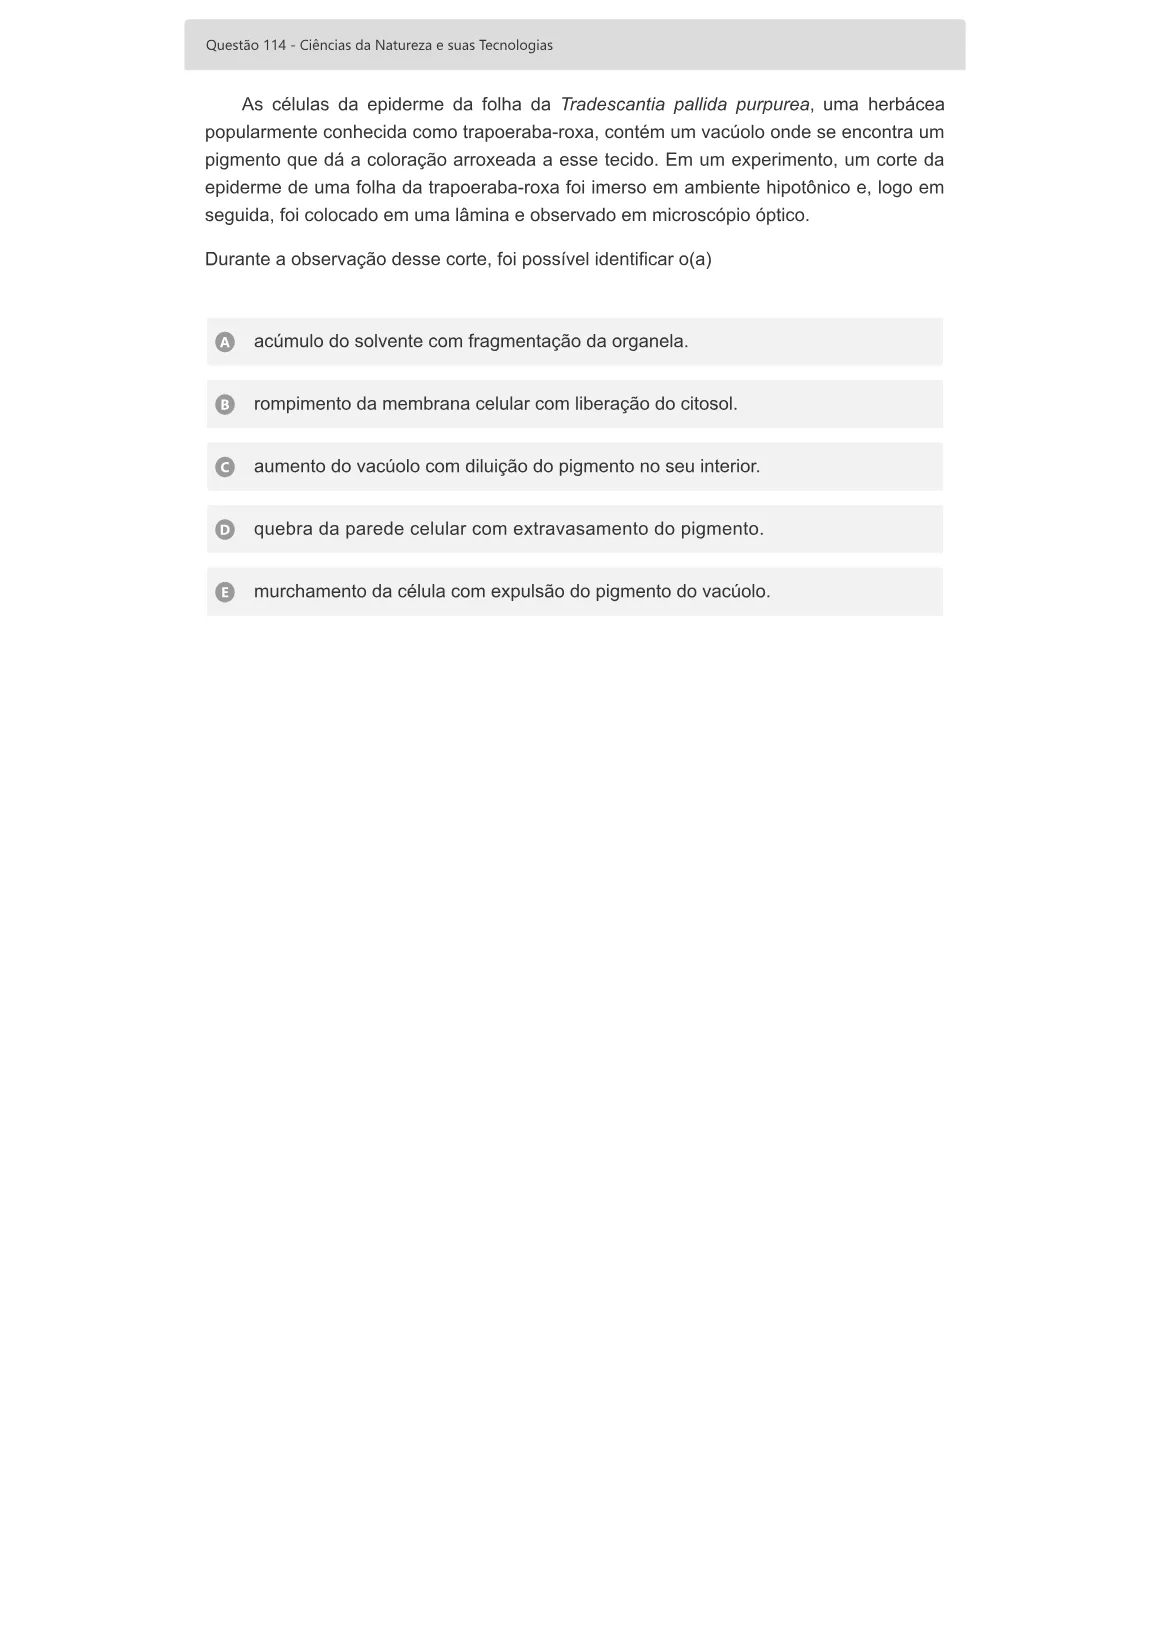 Questão 114 - Ciências da Natureza e suas Tecnologias
As células da epiderme da folha da Tradescantia pallida purpurea, uma herbácea
popularmente conhecida como trapoeraba-roxa, contém um vacúolo onde se encontra um
pigmento que dá a coloração arroxeada a esse tecido. Em um experimento, um corte da
epiderme de uma folha da trapoeraba-roxa foi imerso em ambiente hipotônico e, logo em
seguida, foi colocado em uma lâmina e observado em microscópio óptico.
Durante a observação desse corte, foi possível identificar o(a)
A acúmulo do solvente com fragmentação da organela.
B rompimento da membrana celular com liberação do citosol.
C aumento do vacúolo com diluição do pigmento no seu interior.
D quebra da parede celular com extravasamento do pigmento.
E murchamento da célula com expulsão do pigmento do vacúolo.